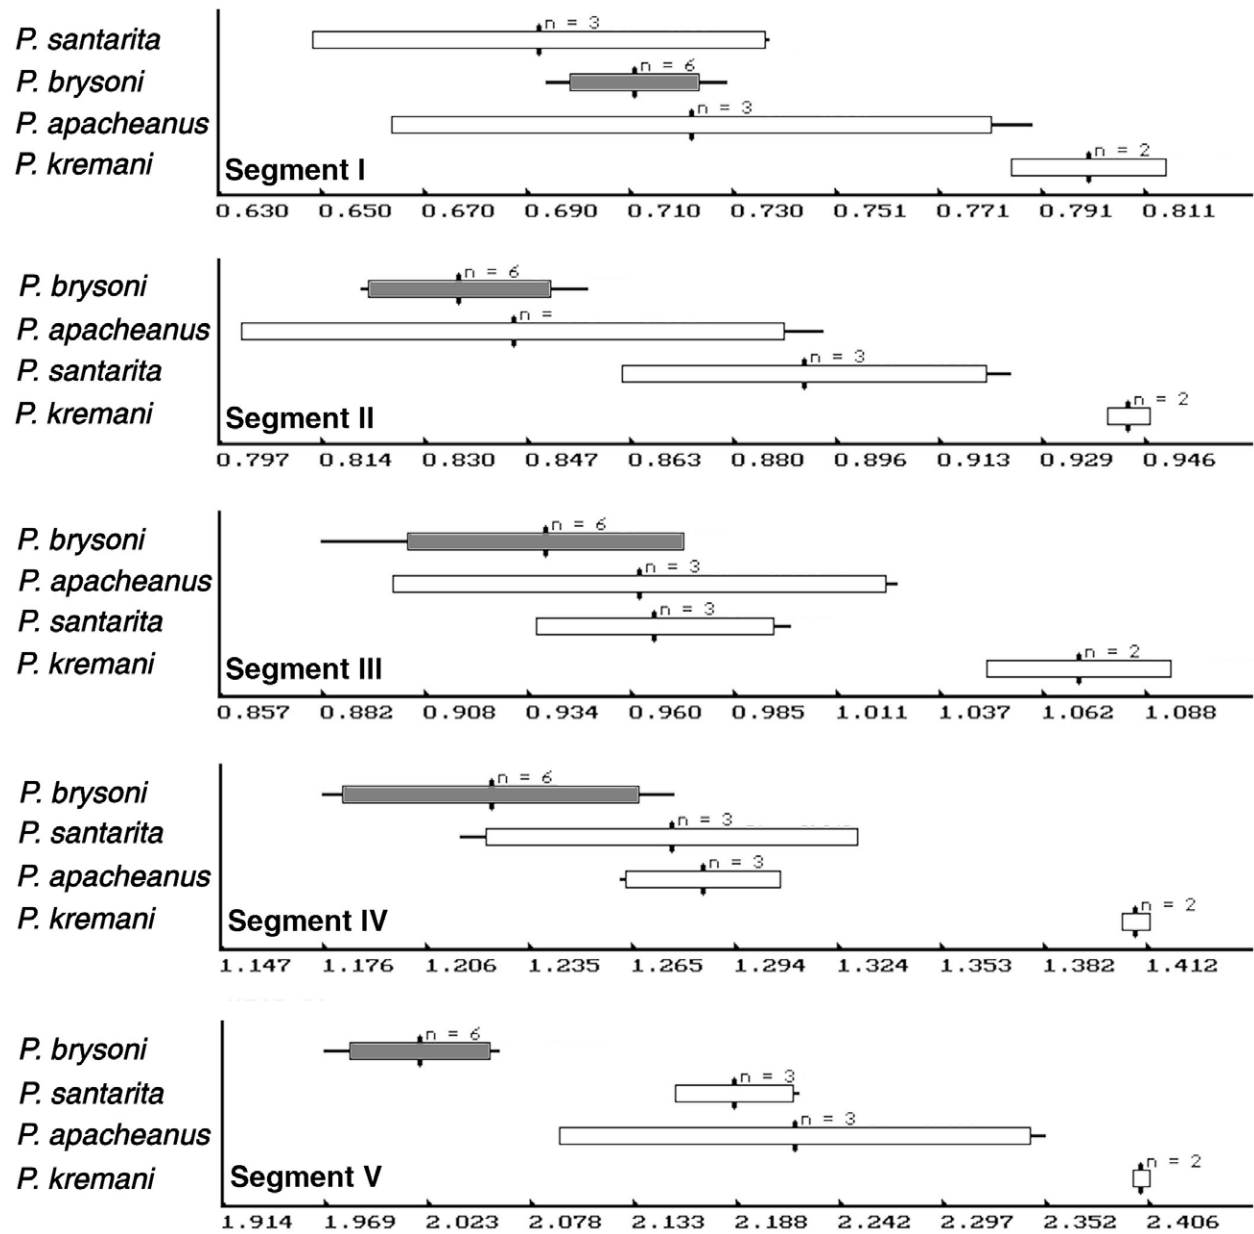 P. santarita n = 3
P. brysoni n = 6
P. apacheanus n = 3
P. kremani n = 2
Segment I
0.630 0.650 0.670 0.690 0.710 0.730 0.751 0.771 0.791 0.811
P. brysoni n = 6
P. apacheanus n =
P. santarita n = 3
P. kremani n = 2
Segment II
0.797 0.814 0.830 0.847 0.863 0.880 0.896 0.913 0.929 0.946
P. brysoni n = 6
P. apacheanus n = 3
P. santarita n = 3
P. kremani n = 2
Segment III
0.857 0.882 0.908 0.934 0.960 0.985 1.011 1.037 1.062 1.088
P. brysoni n = 6
P. santarita n = 3
P. apacheanus n = 3
P. kremani n = 2
Segment IV
1.147 1.176 1.206 1.235 1.265 1.294 1.324 1.353 1.382 1.412
P. brysoni n = 6
P. santarita n = 3
P. apacheanus n = 3
P. kremani n = 2
Segment V
1.914 1.969 2.023 2.078 2.133 2.188 2.242 2.297 2.352 2.406